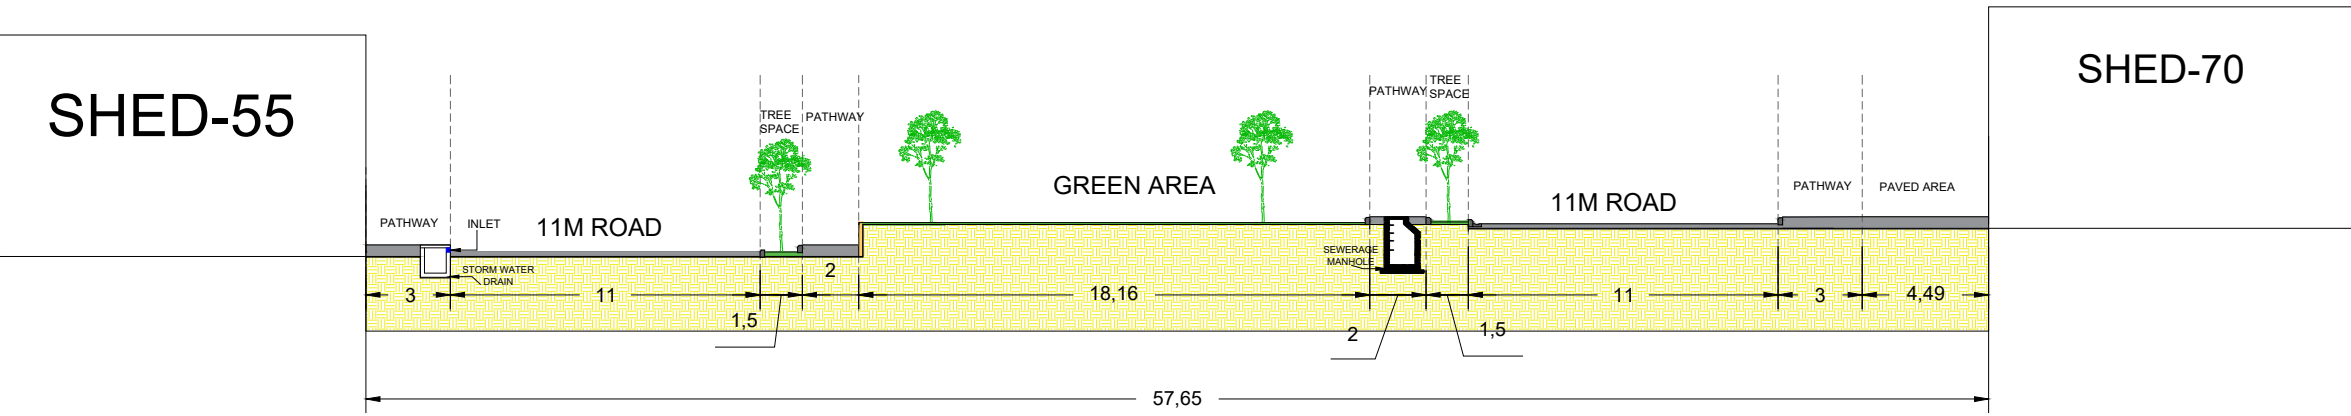 SHED-55
SHED-70
TREE
SPACE
PATHWAY
PATHWAY
TREE
SPACE
GREEN AREA
PATHWAY
INLET
11M ROAD
11M ROAD
PATHWAY
PAVED AREA
STORM WATER
DRAIN
SEWERAGE
MANHOLE
3
11
1,5
2
18,16
2
1,5
11
3
4,49
57,65